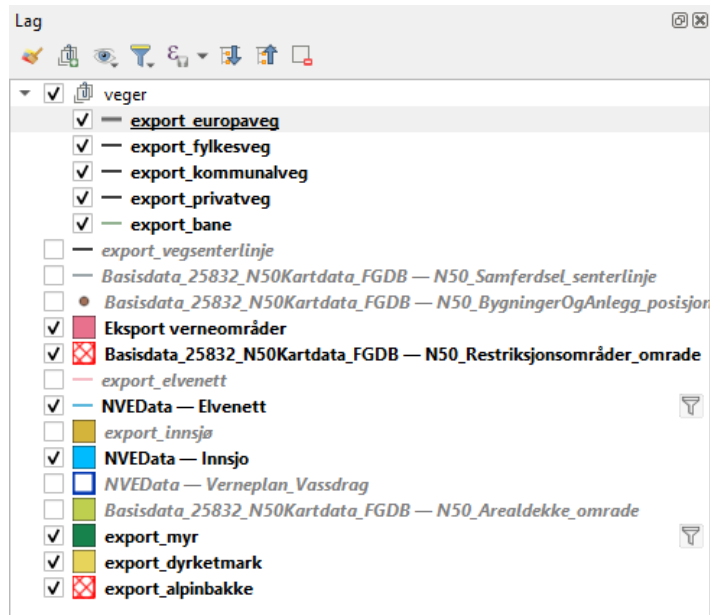 Lag
veger
export_europaveg
export_fylkesveg
export_kommunalveg
export_privatveg
export_bane
export_vegsenterlinje
Basisdata_25832_N50Kartdata_FGDB — N50_Samferdsel_senterlinje
Basisdata_25832_N50Kartdata_FGDB — N50_BygningerOgAnlegg_posisjon
Eksport verneområder
Basisdata_25832_N50Kartdata_FGDB — N50_Restriksjonsområder_omrade
export_elvenett
NVEData — Elvenett
export_innsjø
NVEData — Innsjo
NVEData — Verneplan_Vassdrag
Basisdata_25832_N50Kartdata_FGDB — N50_Arealdekke_omrade
export_myr
export_dyrketmark
export_alpinbakke